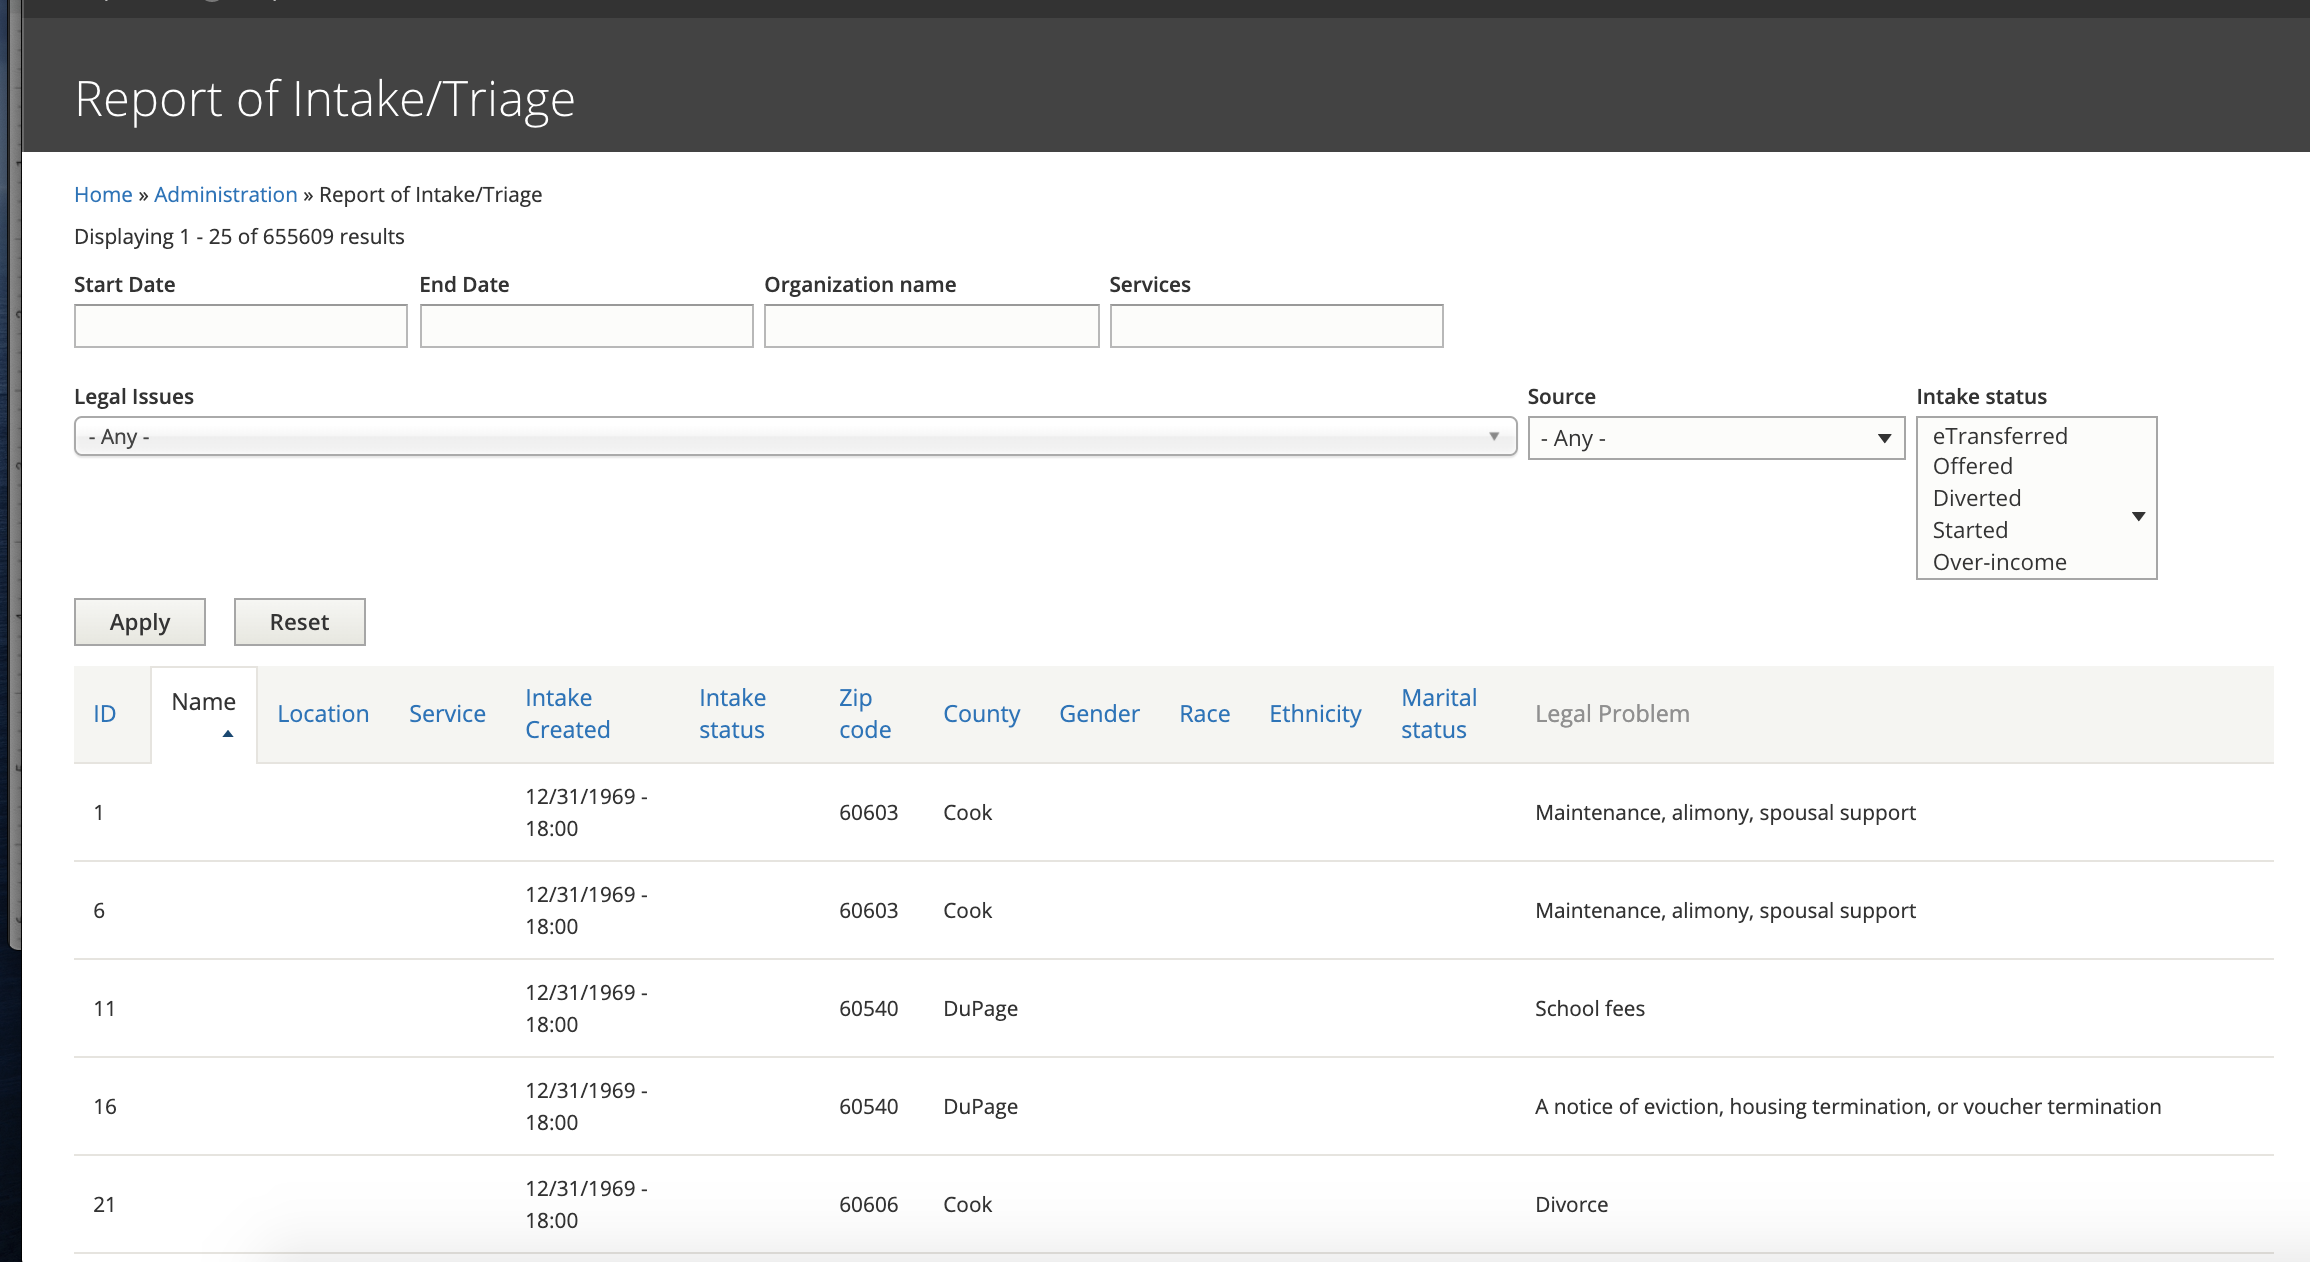 Report of Intake/Triage
Home » Administration » Report of Intake/Triage
Displaying 1 - 25 of 655609 results
Start Date End Date Organization name Services
Legal Issues Source Intake status
- Any - - Any - eTransferred
Offered
Diverted
Started
Over-income
Apply Reset
ID Name Location Service Intake Created Intake status Zip code County Gender Race Ethnicity Marital status Legal Problem
1 12/31/1969 - 18:00 60603 Cook Maintenance, alimony, spousal support
6 12/31/1969 - 18:00 60603 Cook Maintenance, alimony, spousal support
11 12/31/1969 - 18:00 60540 DuPage School fees
16 12/31/1969 - 18:00 60540 DuPage A notice of eviction, housing termination, or voucher termination
21 12/31/1969 - 18:00 60606 Cook Divorce